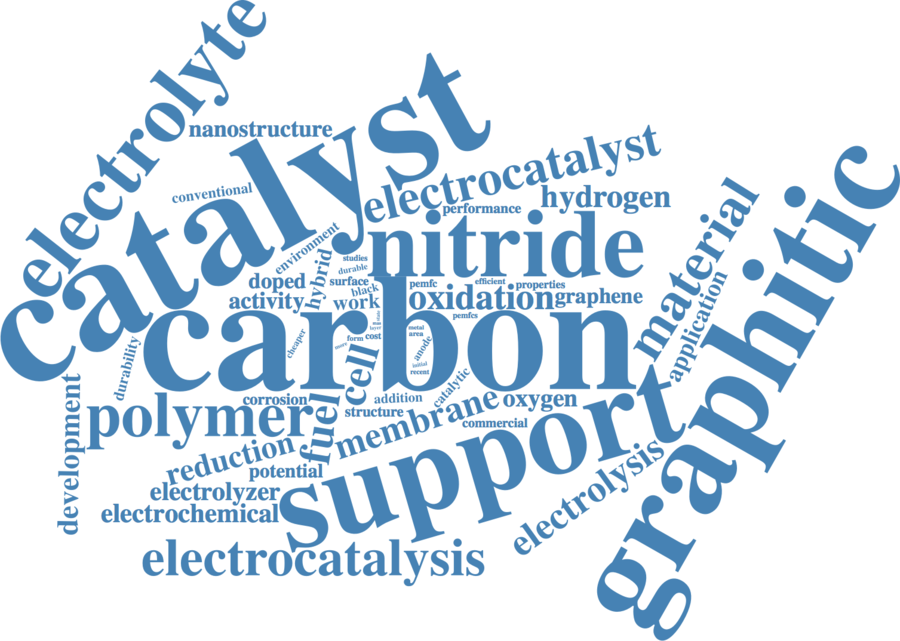 electrolyte
catalyst
nanostructure
conventional
electrocatalyst
performance
hydrogen
graphitic
material
application
nitride
environment
hybrid
studies
durable
surface
black
work
doped
activity
pemfc
efficient
properties
oxidation
graphene
pemfcs
carbon
metal
area
layer
form
cost
cheaper
more
anode
initial
recent
cell
catalytic
durability
development
polymer
corrosion
fuel
addition
structure
membrane
oxygen
commercial
support
reduction
potential
electrolyzer
electrochemical
electrolysis
electrocatalysis